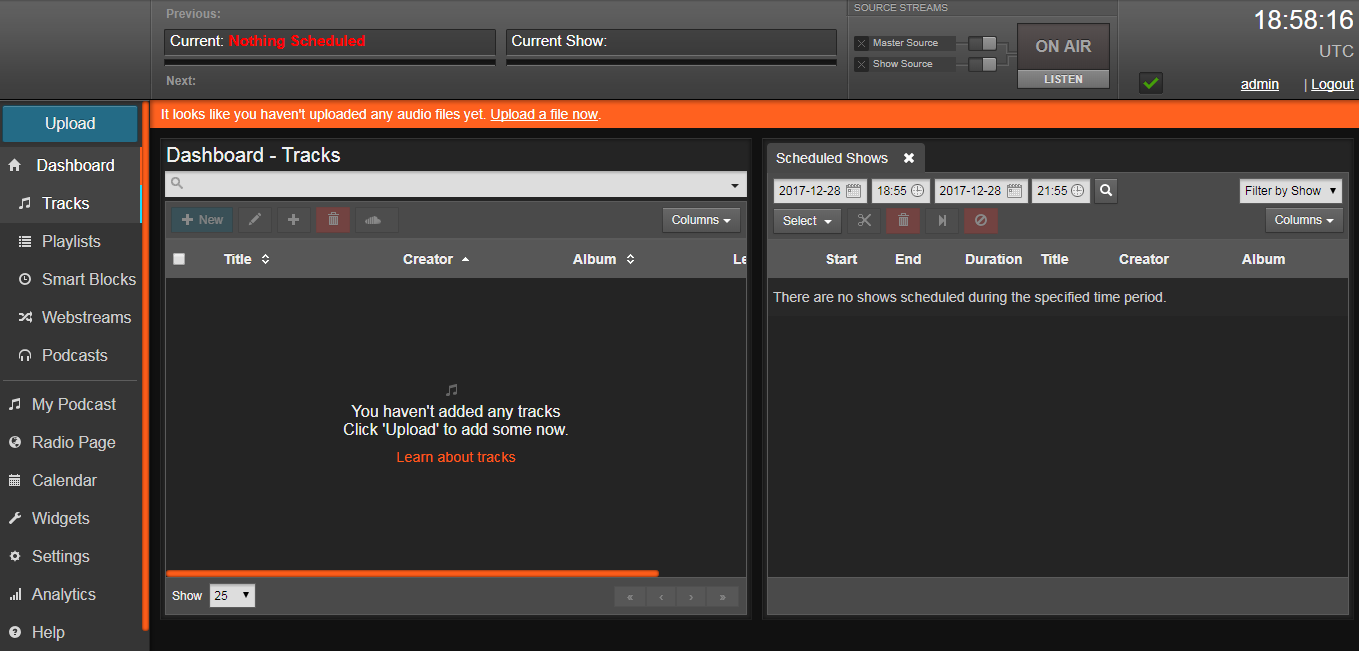 Previous:
Current: Nothing Scheduled
Current Show:
Next:
SOURCE STREAMS
Master Source
Show Source
ON AIR
LISTEN
18:58:16
UTC
admin | Logout
Upload
It looks like you haven't uploaded any audio files yet. Upload a file now.
Dashboard
Tracks
Playlists
Smart Blocks
Webstreams
Podcasts
My Podcast
Radio Page
Calendar
Widgets
Settings
Analytics
Help
Dashboard - Tracks
New
Columns
Title Creator Album Le
You haven't added any tracks
Click 'Upload' to add some now.
Learn about tracks
Show 25
« ‹ › »
Scheduled Shows
2017-12-28 18:55 2017-12-28 21:55 Filter by Show
Select Columns
Start End Duration Title Creator Album
There are no shows scheduled during the specified time period.